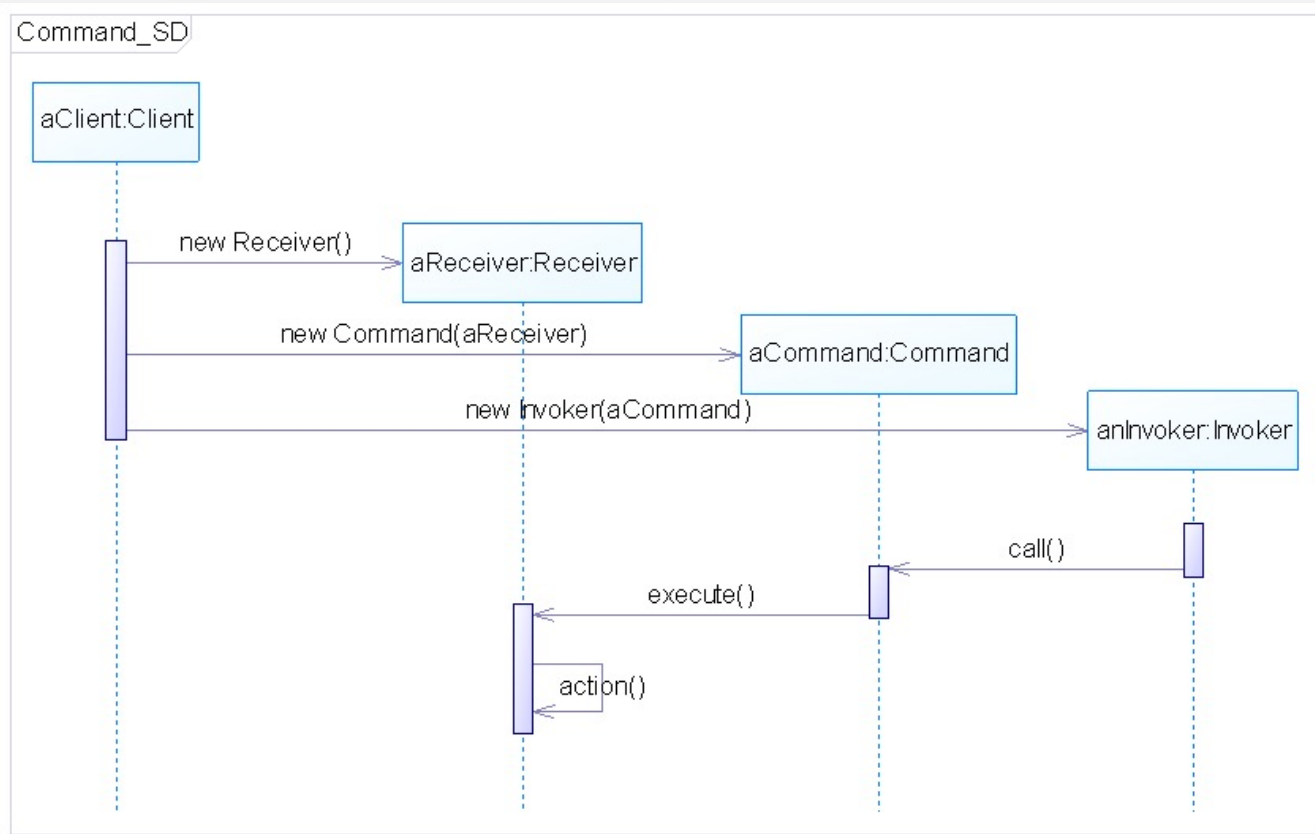 Command_SD
aClient:Client
new Receiver()
aReceiver:Receiver
new Command(aReceiver)
aCommand:Command
new Invoker(aCommand)
anInvoker:Invoker
call()
execute()
action()